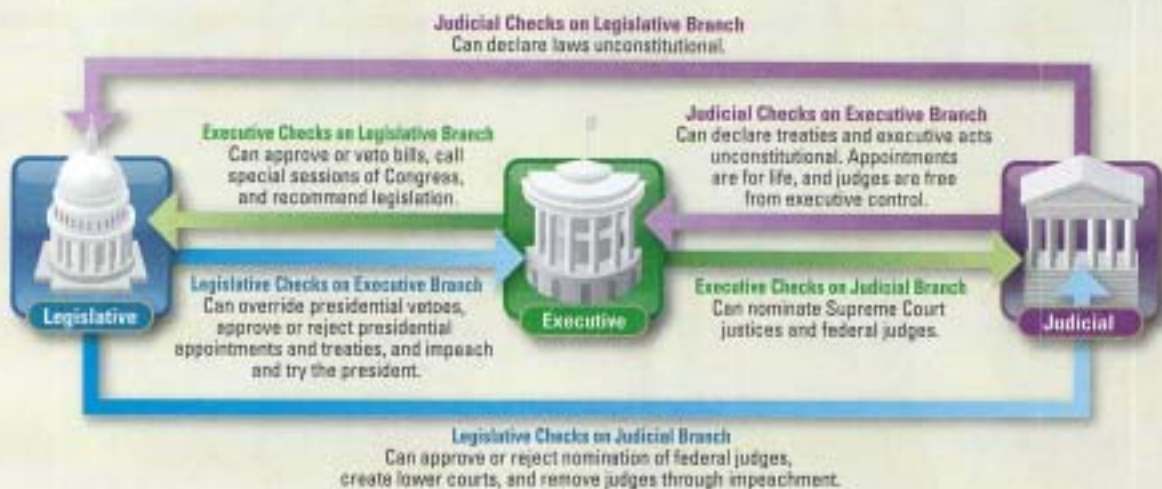 Judicial Checks on Legislative Branch
Can declare laws unconstitutional.
Executive Checks on Legislative Branch
Can approve or veto bills, call
special sessions of Congress,
and recommend legislation.
Judicial Checks on Executive Branch
Can declare treaties and executive acts
unconstitutional. Appointments
are for life, and judges are free
from executive control.
Legislative
Legislative Checks on Executive Branch
Can override presidential vetoes,
approve or reject presidential
appointments and treaties, and impeach
and try the president.
Executive
Executive Checks on Judicial Branch
Can nominate Supreme Court
justices and federal judges.
Judicial
Legislative Checks on Judicial Branch
Can approve or reject nomination of federal judges,
create lower courts, and remove judges through impeachment.